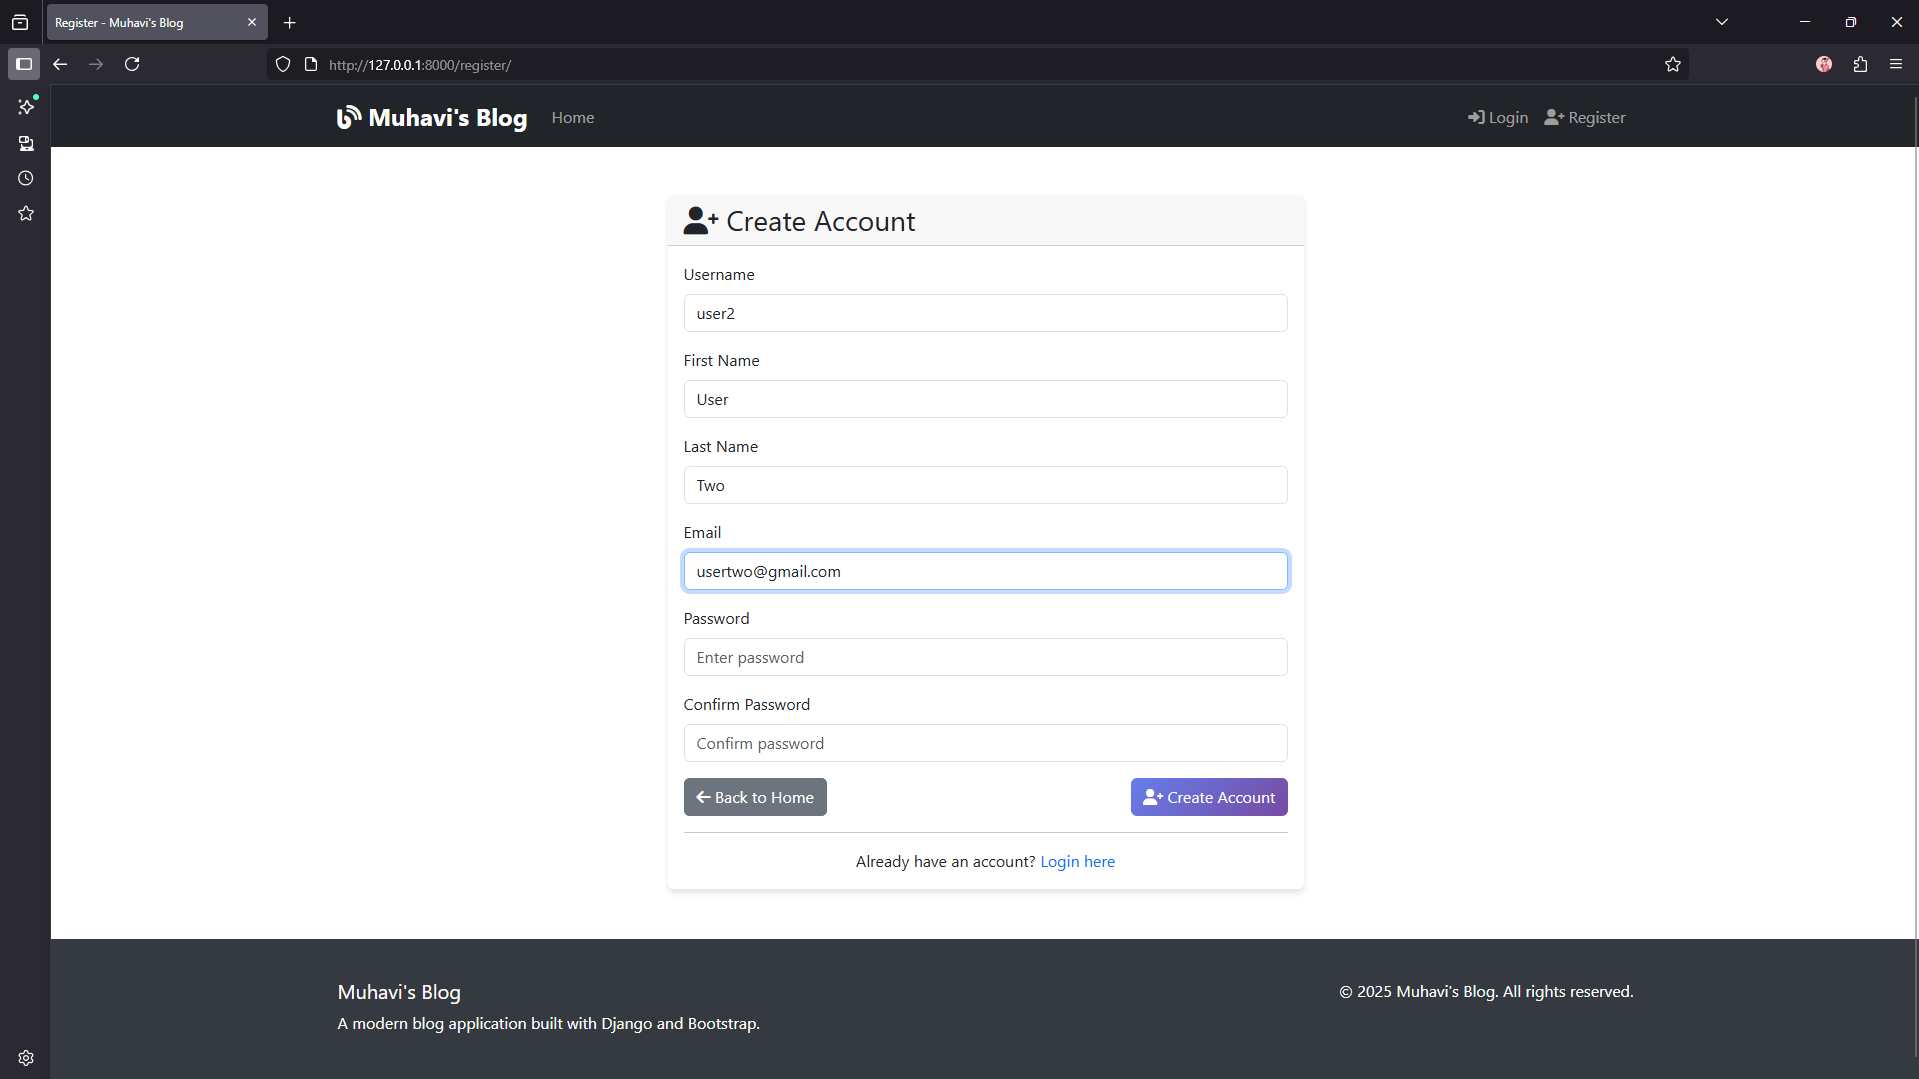 Register - Muhavi's Blog
http://127.0.0.1:8000/register/
Muhavi's Blog
Home
Login
Register
Create Account
Username
user2
First Name
User
Last Name
Two
Email
usertwo@gmail.com
Password
Enter password
Confirm Password
Confirm password
Back to Home
Create Account
Already have an account? Login here
Muhavi's Blog
© 2025 Muhavi's Blog. All rights reserved.
A modern blog application built with Django and Bootstrap.